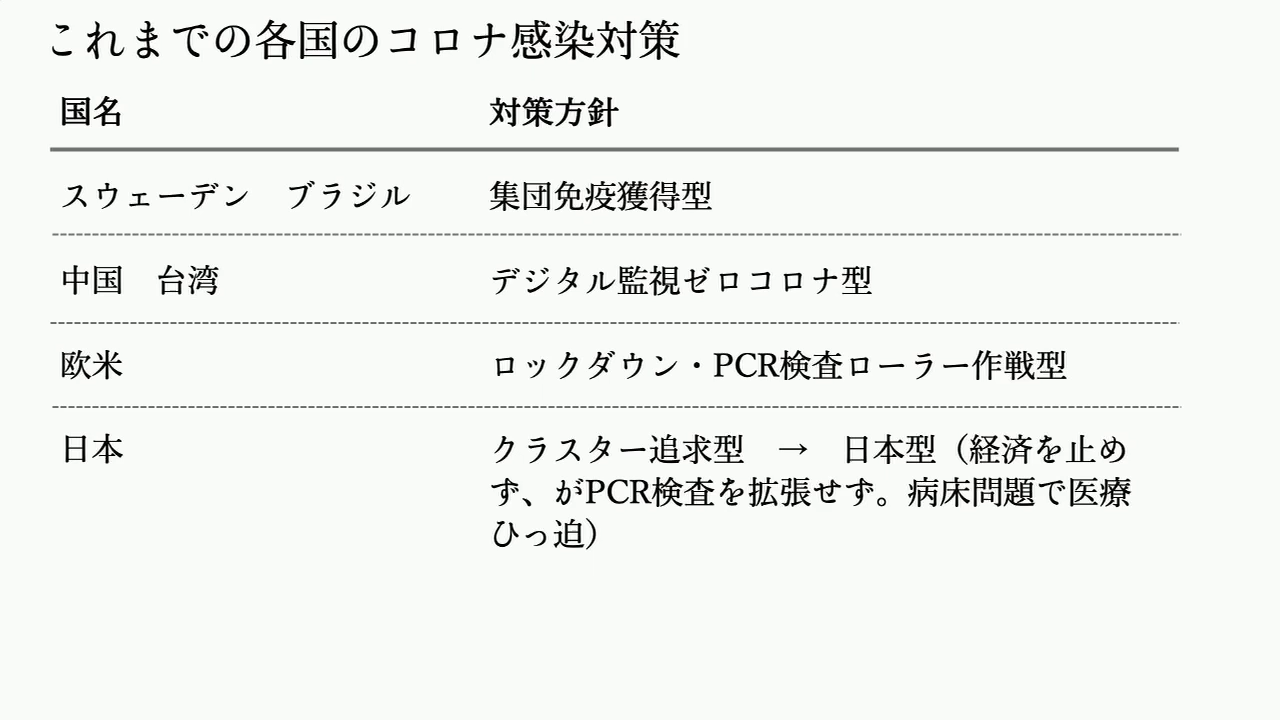 これまでの各国のコロナ感染対策
国名　対策方針
スウェーデン　ブラジル　集団免疫獲得型
中国　台湾　デジタル監視ゼロコロナ型
欧米　ロックダウン・PCR検査ローラー作戦型
日本　クラスター追求型　→　日本型（経済を止め
ず、がPCR検査を拡張せず。病床問題で医療
ひっ迫）